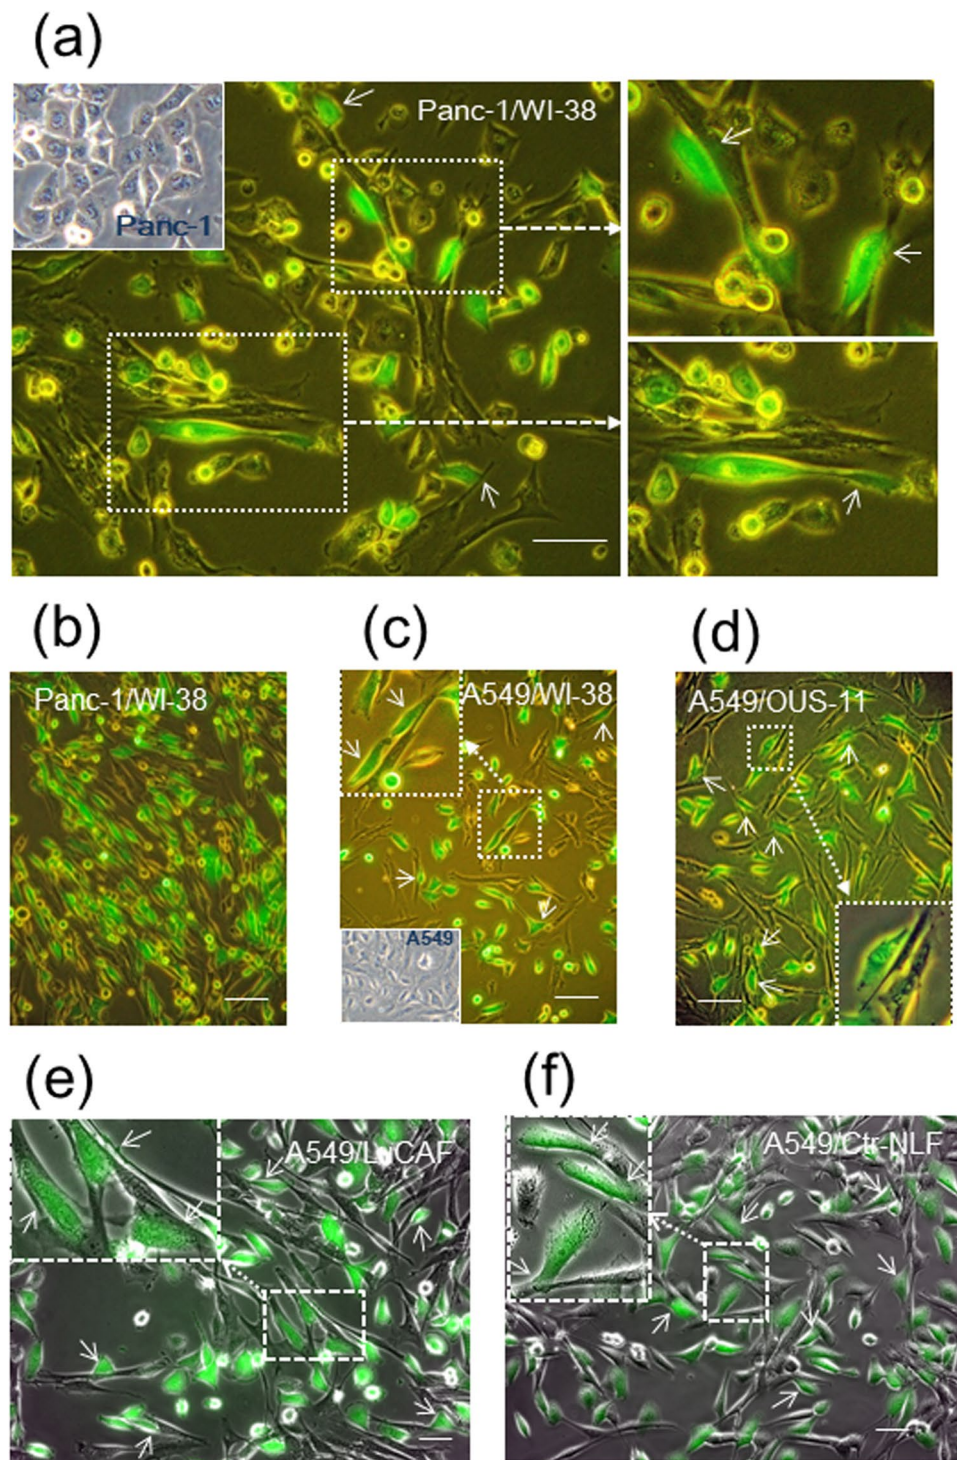 (a)
Panc-1/WI-38
Panc-1
(b)
(c)
(d)
Panc-1/WI-38
A549/WI-38
A549/OUS-11
A549
(e)
(f)
A549/LuCAF
A549/Ctr-NLF